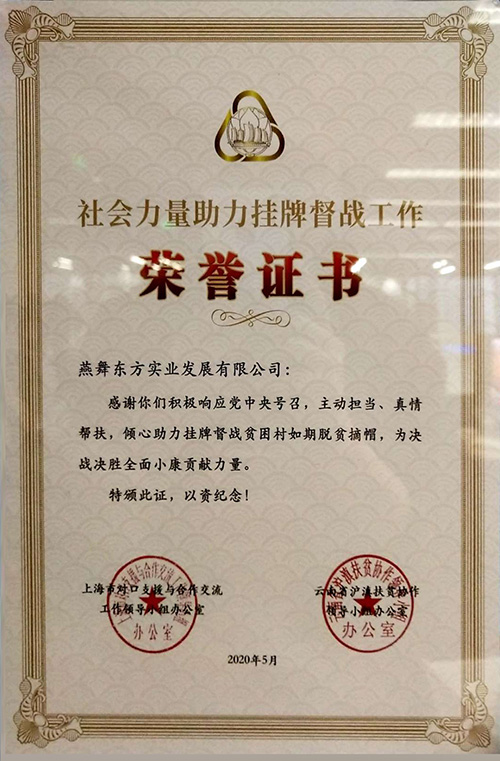 社会力量助力挂牌督战工作
荣誉证书
燕舞东方实业发展有限公司：
感谢你们积极响应党中央号召，主动担当、真情
帮扶，倾心助力挂牌督战贫困村如期脱贫摘帽，为决
战决胜全面小康贡献力量。
特颁此证，以资纪念！
上海市对口支援与合作交流
工作领导小组办公室
办公室
云南省沪滇扶贫协作
领导小组办公室
办公室
2020年5月